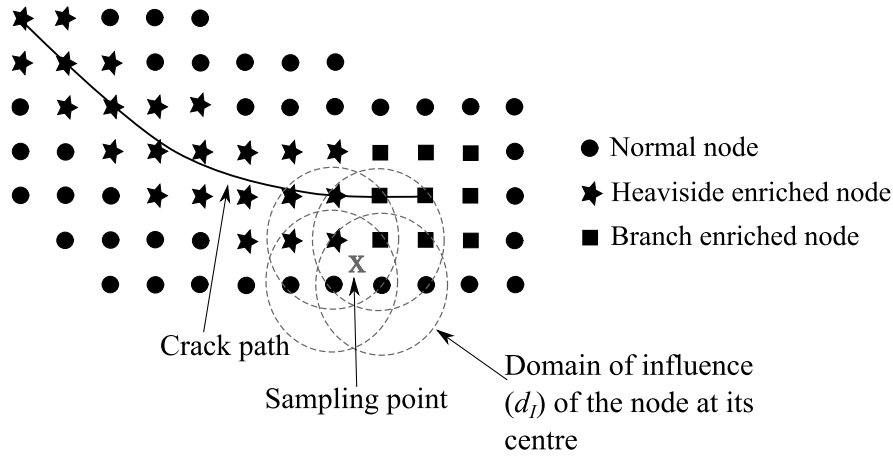 Normal node
Heaviside enriched node
Branch enriched node
X
Crack path
Sampling point
Domain of influence
(d_I) of the node at its
centre